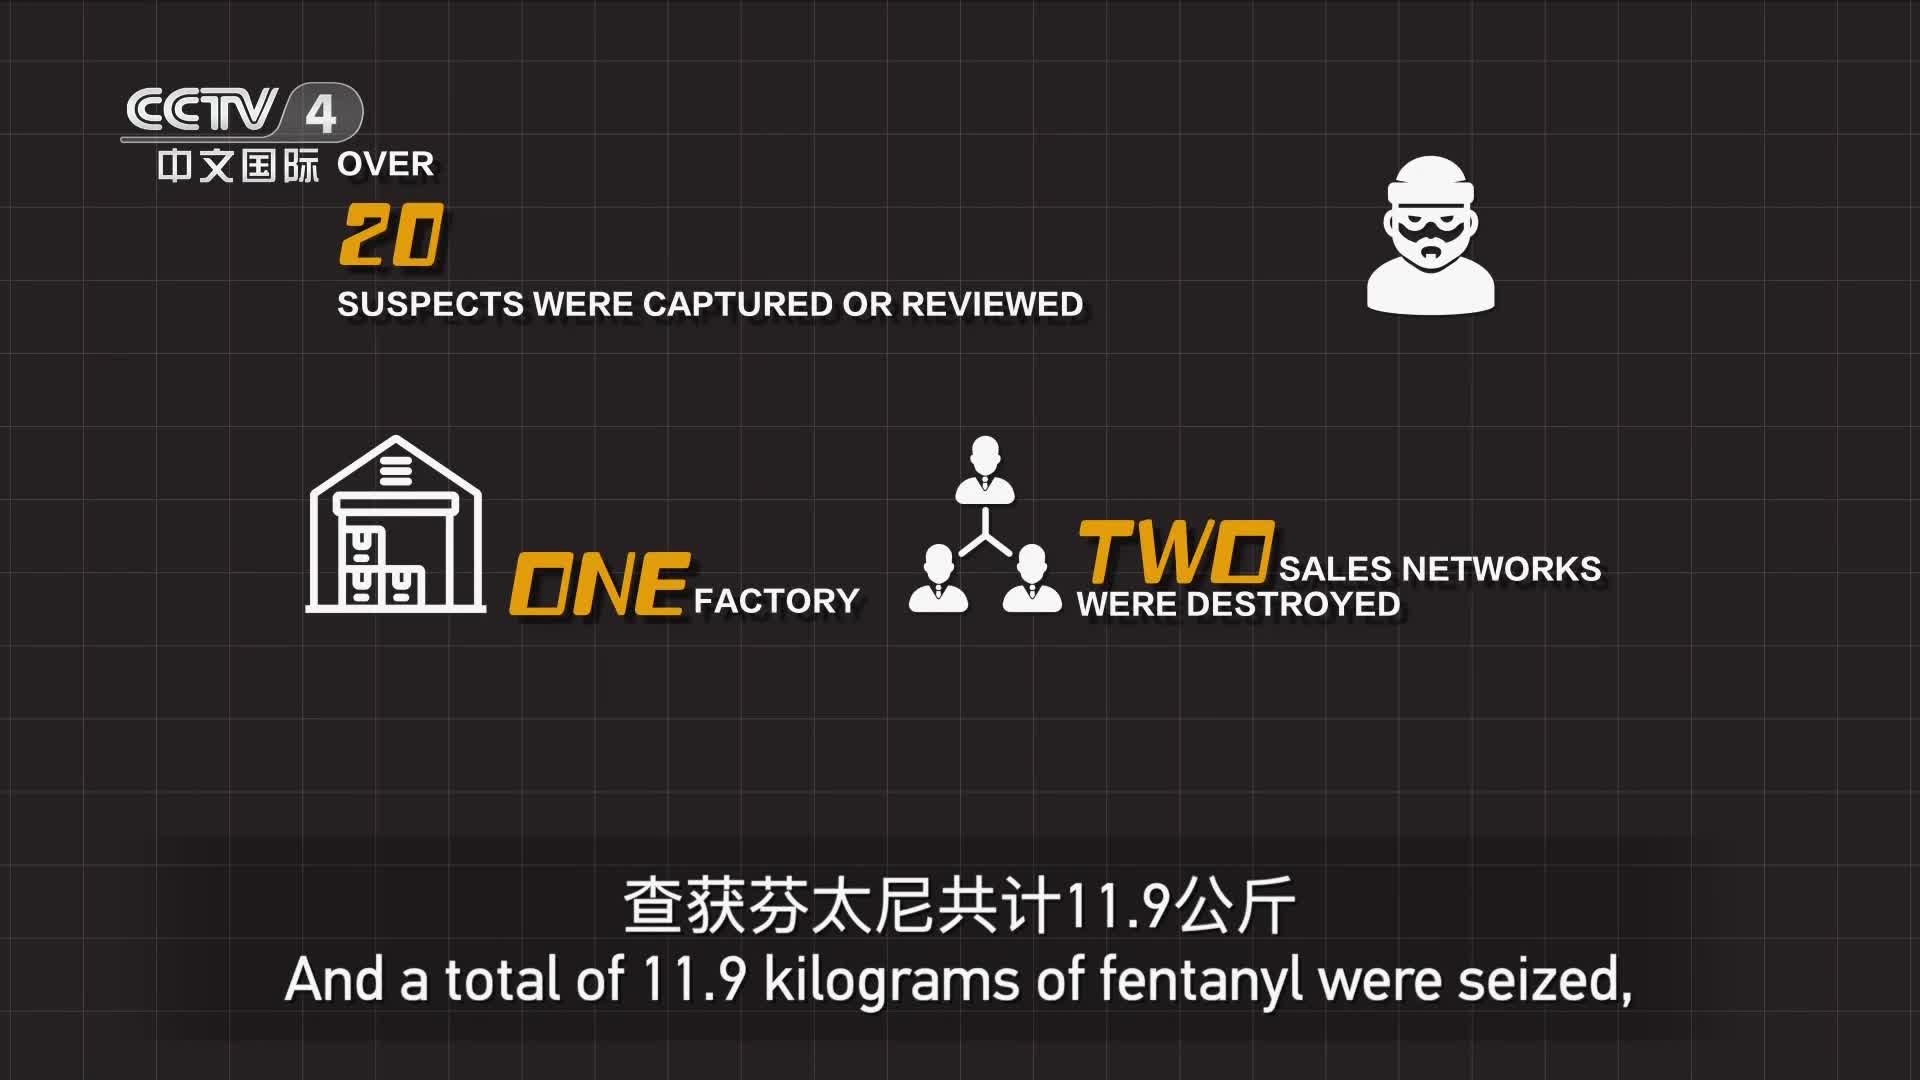 CCTV 4
中文国际
OVER
20
SUSPECTS WERE CAPTURED OR REVIEWED
ONE FACTORY
TWO SALES NETWORKS
WERE DESTROYED
查获芬太尼共计11.9公斤
And a total of 11.9 kilograms of fentanyl were seized,